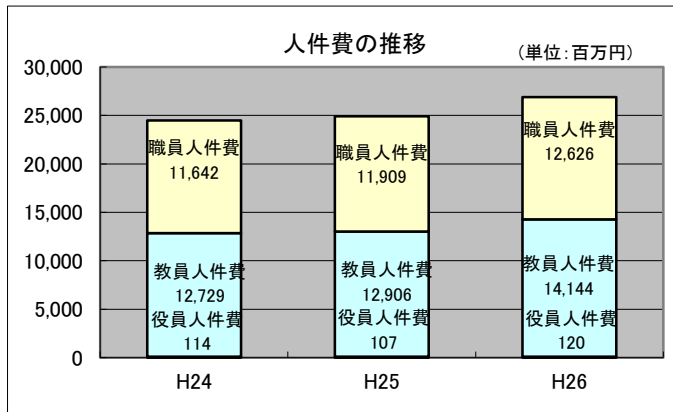 人件費の推移
（単位：百万円）
30,000
25,000
20,000
15,000
10,000
5,000
0
職員人件費
11,642
教員人件費
12,729
役員人件費
114
職員人件費
11,909
教員人件費
12,906
役員人件費
107
職員人件費
12,626
教員人件費
14,144
役員人件費
120
H24
H25
H26